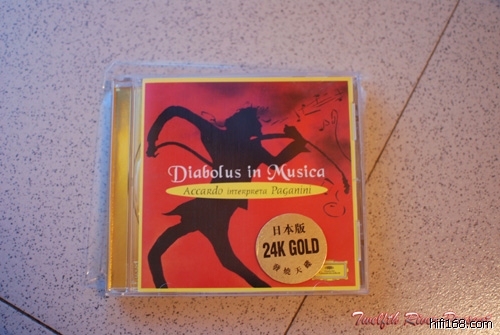 Diabolus in Musica
Accardo interpreta Paganini
日本版
24K GOLD
hifi168.com